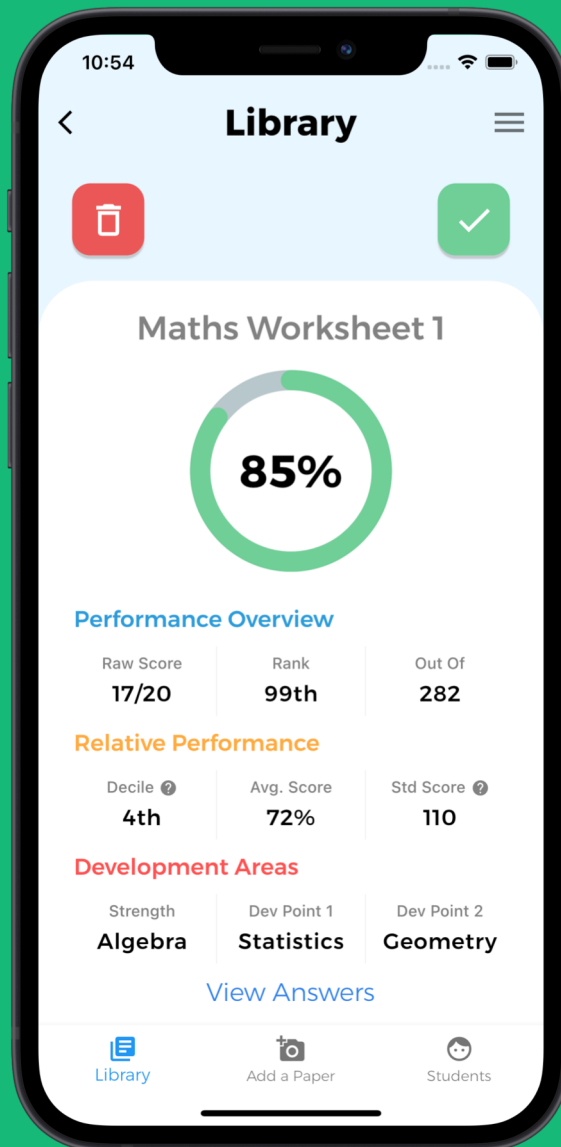 10:54
Library
Maths Worksheet 1
85%
Performance Overview
Raw Score Rank Out Of
17/20 99th 282
Relative Performance
Decile ? Avg. Score Std Score ?
4th 72% 110
Development Areas
Strength Dev Point 1 Dev Point 2
Algebra Statistics Geometry
View Answers
Library Add a Paper Students